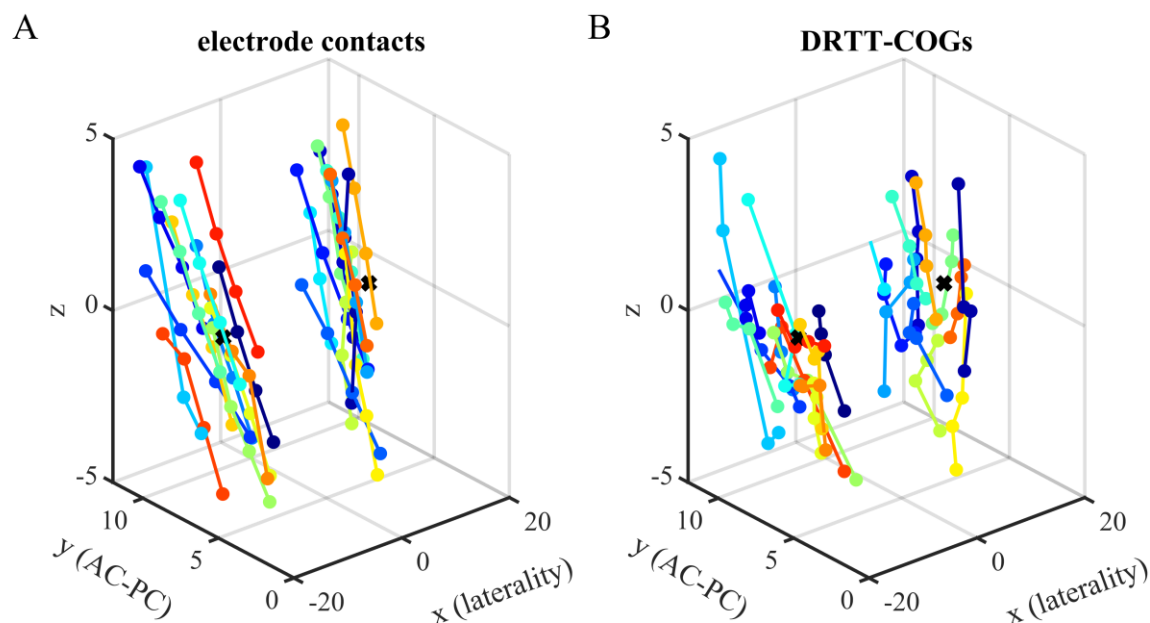 A
electrode contacts
5
0
-5
z
10
5
0
y (AC-PC)
-20
0
20
x (laterality)
B
DRTT-COGs
5
0
-5
z
10
5
0
y (AC-PC)
-20
0
20
x (laterality)